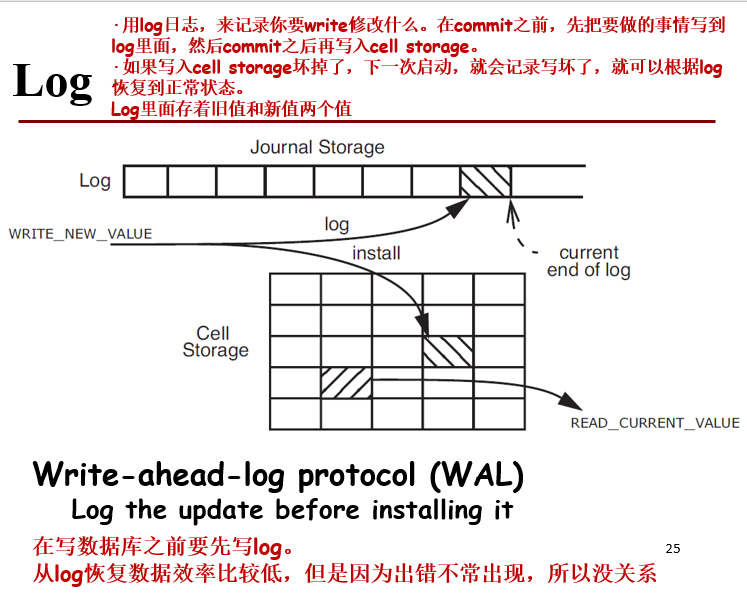 ·用log日志，来记录你要write修改什么。在commit之前，先把要做的事情写到
log里面，然后commit之后再写入cell storage。
·如果写入cell storage坏掉了，下一次启动，就会记录写坏了，就可以根据log
恢复到正常状态。
Log里面存着旧值和新值两个值
Log
Journal Storage
Log
WRITE_NEW_VALUE
log
install
current
end of log
Cell
Storage
READ_CURRENT_VALUE
Write-ahead-log protocol (WAL)
Log the update before installing it
在写数据库之前要先写log。
25
从log恢复数据效率比较低，但是因为出错不常出现，所以没关系